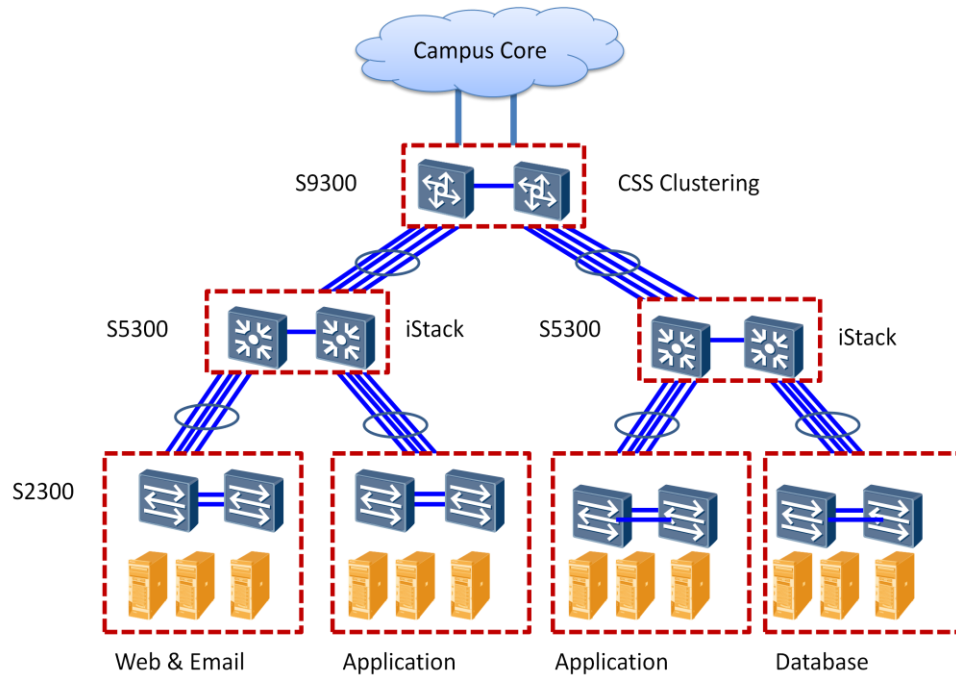 Campus Core
S9300
CSS Clustering
S5300
iStack
S5300
iStack
S2300
Web & Email
Application
Application
Database